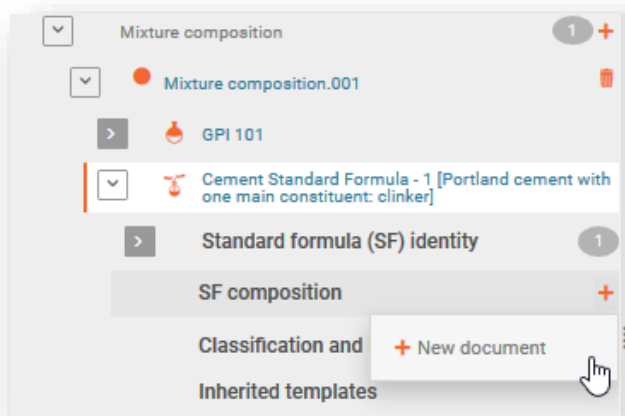 Mixture composition 1 +
Mixture composition.001
GPI 101
Cement Standard Formula - 1 [Portland cement with
one main constituent: clinker]
Standard formula (SF) identity 1
SF composition +
Classification and
+ New document
Inherited templates